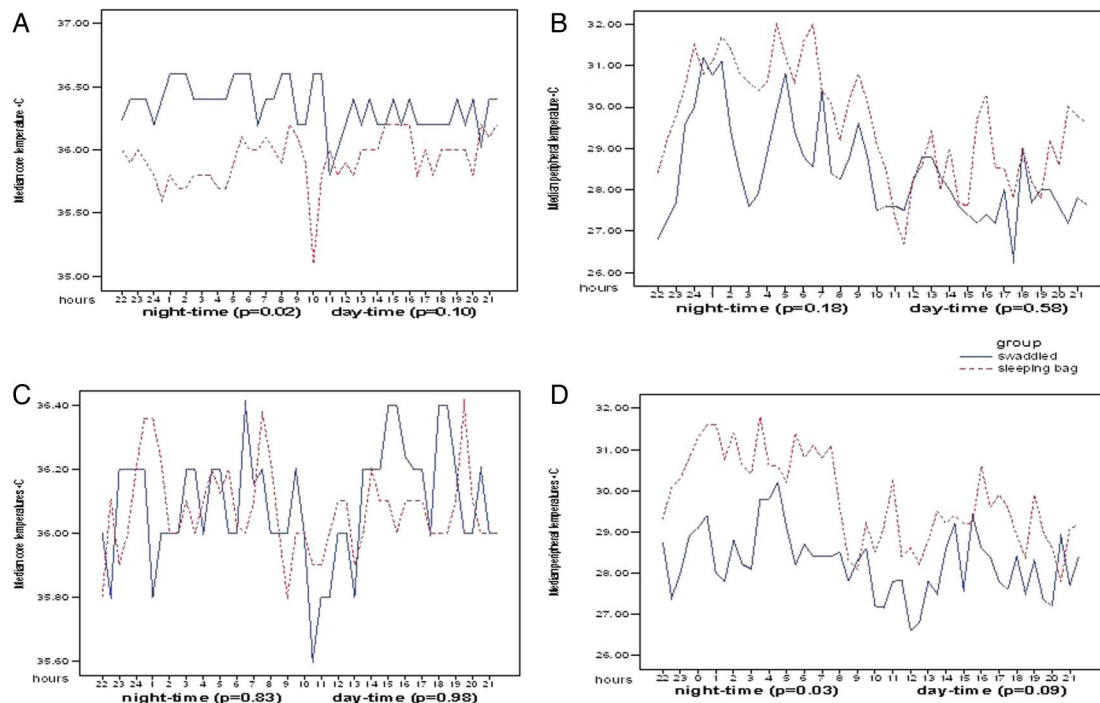 A
Median core temperature °C
37.00
36.50
36.00
35.50
35.00
hours
22 23 24 1 2 3 4 5 6 7 8 9 10 11 12 13 14 15 16 17 18 19 20 21
night-time (p=0.02) day-time (p=0.10)
B
Median peripheral temperature °C
32.00
31.00
30.00
29.00
28.00
27.00
26.00
hours
22 23 24 1 2 3 4 5 6 7 8 9 10 11 12 13 14 15 16 17 18 19 20 21
night-time (p=0.18) day-time (p=0.58)
group
swaddled
sleeping bag
C
Median core temperatures °C
36.40
36.20
36.00
35.80
35.60
hours
22 23 24 1 2 3 4 5 6 7 8 9 10 11 12 13 14 15 16 17 18 19 20 21
night-time (p=0.83) day-time (p=0.98)
D
Median peripheral temperatures °C
32.00
31.00
30.00
29.00
28.00
27.00
26.00
hours
22 23 0 1 2 3 4 5 6 7 8 9 10 11 12 13 14 15 16 17 18 19 20 21
night-time (p=0.03) day-time (p=0.09)